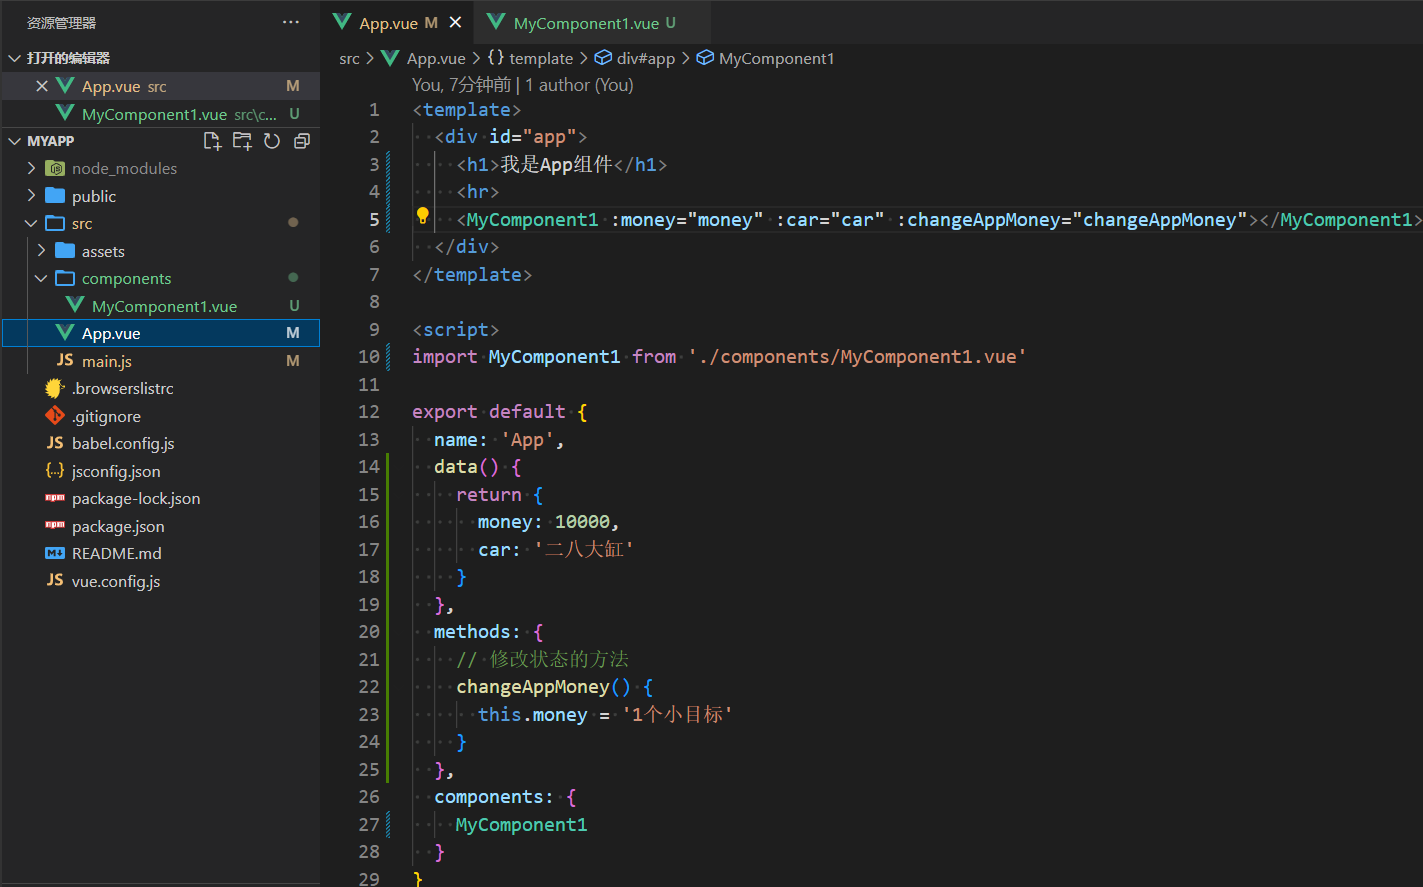 资源管理器
打开的编辑器
App.vue src M
MyComponent1.vue src\c... U
MYAPP
node_modules
public
src
assets
components
MyComponent1.vue U
App.vue M
JS main.js M
.browserslistrc
.gitignore
JS babel.config.js
{..} jsconfig.json
npm package-lock.json
npm package.json
README.md
JS vue.config.js
App.vue M MyComponent1.vue U
src > App.vue > {} template > div#app > MyComponent1
You, 7分钟前 | 1 author (You)
1 <template>
2 <div id="app">
3 <h1>我是App组件</h1>
4 <hr>
5 <MyComponent1 :money="money" :car="car" :changeAppMoney="changeAppMoney"></MyComponent1>
6 </div>
7 </template>
8
9 <script>
10 import MyComponent1 from './components/MyComponent1.vue'
11
12 export default {
13 name: 'App',
14 data() {
15 return {
16 money: 10000,
17 car: '二八大缸'
18 }
19 },
20 methods: {
21 // 修改状态的方法
22 changeAppMoney() {
23 this.money = '1个小目标'
24 }
25 },
26 components: {
27 MyComponent1
28 }
29 }